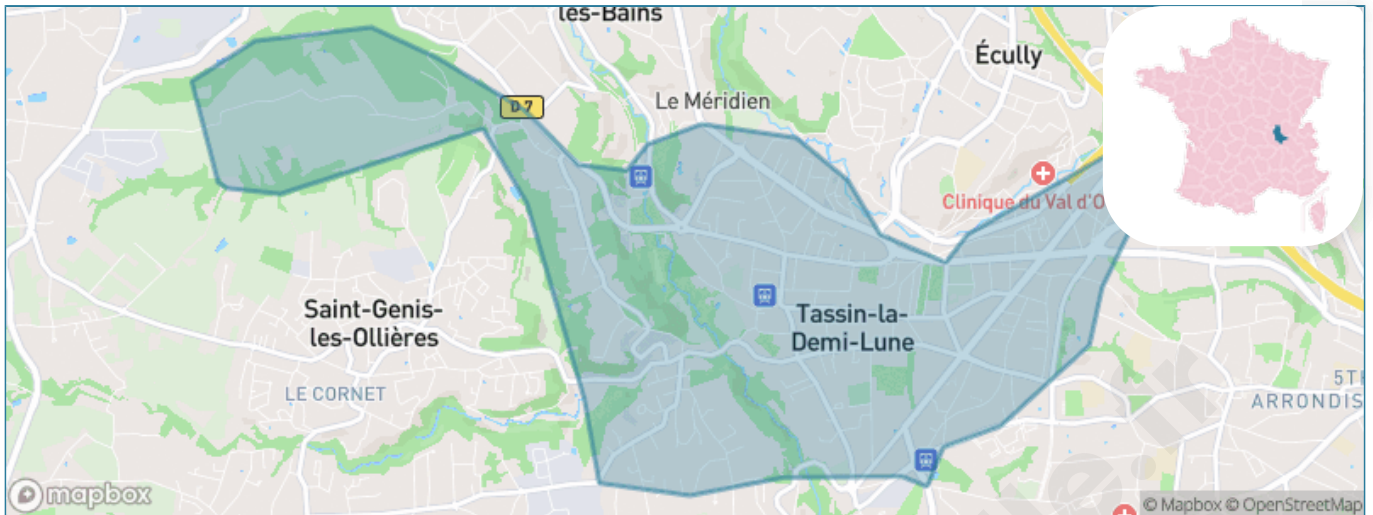 les-Bains
Écully
D 7
Le Méridien
Clinique du Val d'O
Saint-Genis-
les-Ollières
Tassin-la-
Demi-Lune
LE CORNET
5TH
ARRONDIS
mapbox
© Mapbox © OpenStreetMap